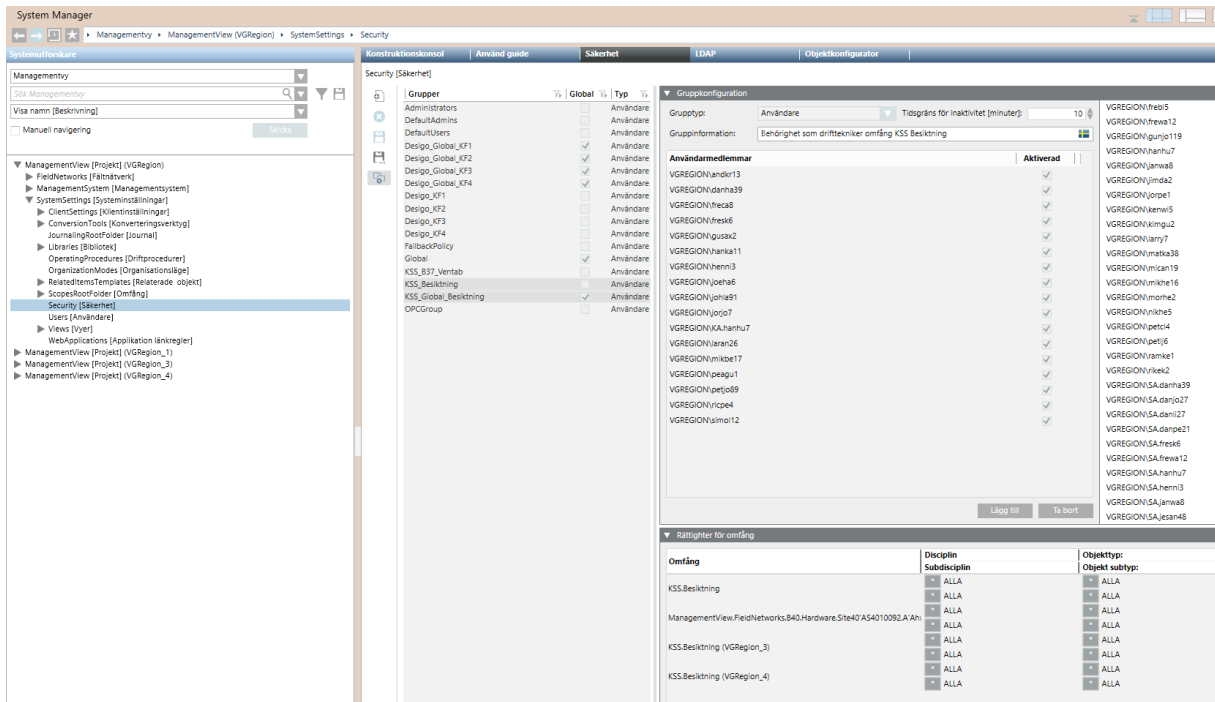 System Manager
Managementvy ▸ ManagementView (VGRegion) ▸ SystemSettings ▸ Security
Systemutforskare
Managementvy
Sök Managementvy
Visa namn [Beskrivning]
Manuell navigering
Skicka
ManagementView [Projekt] (VGRegion)
FieldNetworks [Fältnätverk]
ManagementSystem [Managementsystem]
SystemSettings [Systeminställningar]
ClientSettings [Klientinställningar]
ConversionTools [Konverteringsverktyg]
JournalingRootFolder [Journal]
Libraries [Bibliotek]
OperatingProcedures [Driftprocedurer]
OrganizationModes [Organisationsläge]
RelatedItemsTemplates [Relaterade objekt]
ScopesRootFolder [Omfång]
Security [Säkerhet]
Users [Användare]
Views [Vyer]
WebApplications [Applikation länkregler]
ManagementView [Projekt] (VGRegion_1)
ManagementView [Projekt] (VGRegion_3)
ManagementView [Projekt] (VGRegion_4)
Konstruktionskonsol
Använd guide
Säkerhet
LDAP
Objektkonfigurator
Security [Säkerhet]
Grupper Global Typ
Administrators Användare
DefaultAdmins Användare
DefaultUsers Användare
Desigo_Global_KF1 Användare
Desigo_Global_KF2 Användare
Desigo_Global_KF3 Användare
Desigo_Global_KF4 Användare
Desigo_KF1 Användare
Desigo_KF2 Användare
Desigo_KF3 Användare
Desigo_KF4 Användare
FallbackPolicy Användare
Global Användare
KSS_B37_Ventab Användare
KSS_Besiktning Användare
KSS_Global_Besiktning Användare
OPCGroup Användare
Gruppkonfiguration
Grupptyp: Användare Tidsgräns för inaktivitet [minuter]: 10
Gruppinformation: Behörighet som drifttekniker omfång KSS Besiktning
Användarmedlemmar Aktiverad
VGREGION\andkr13
VGREGION\danha39
VGREGION\freca8
VGREGION\fresk6
VGREGION\gusax2
VGREGION\hanka11
VGREGION\henni3
VGREGION\joeha6
VGREGION\johla91
VGREGION\jorjo7
VGREGION\KA.hanhu7
VGREGION\laran26
VGREGION\mikbe17
VGREGION\peagu1
VGREGION\petjo89
VGREGION\ricpe4
VGREGION\simol12
Lägg till
Ta bort
VGREGION\frebi5
VGREGION\frewa12
VGREGION\gunjo119
VGREGION\hanhu7
VGREGION\janwa8
VGREGION\jimda2
VGREGION\jorpe1
VGREGION\kenwi5
VGREGION\kimgu2
VGREGION\larry7
VGREGION\matka38
VGREGION\mican19
VGREGION\mikhe16
VGREGION\morhe2
VGREGION\nikhe5
VGREGION\petcl4
VGREGION\petlj6
VGREGION\ramke1
VGREGION\rikek2
VGREGION\SA.danha39
VGREGION\SA.danjo27
VGREGION\SA.danli27
VGREGION\SA.danpe21
VGREGION\SA.fresk6
VGREGION\SA.frewa12
VGREGION\SA.hanhu7
VGREGION\SA.henni3
VGREGION\SA.janwa8
VGREGION\SA.jesan48
Rättighter för omfång
Omfång
Disciplin
Subdisciplin
Objekttyp:
Objekt subtyp:
KSS.Besiktning
* ALLA * ALLA
* ALLA * ALLA
ManagementView.FieldNetworks.B40.Hardware.Site40'AS4010092.A'Ahu
* ALLA * ALLA
* ALLA * ALLA
KSS.Besiktning (VGRegion_3)
* ALLA * ALLA
* ALLA * ALLA
KSS.Besiktning (VGRegion_4)
* ALLA * ALLA
* ALLA * ALLA